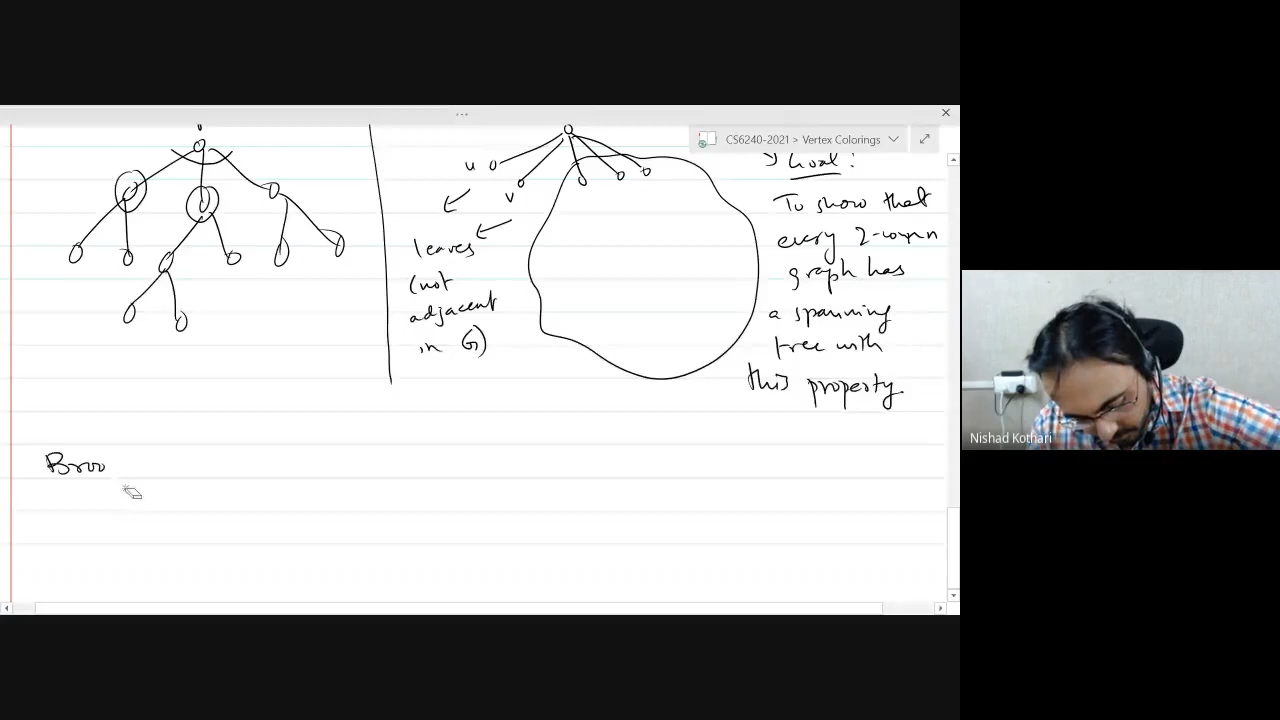 CS6240-2021 > Vertex Colorings
Goal:
u
v
leaves
(not
adjacent
in G)
To show that
every 2-conn
graph has
a spanning
tree with
this property.
Broo
Nishad Kothari